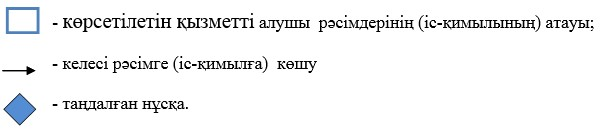 - көрсетілетін қызметті алушы рәсімдерінің (іс-қимылының) атауы;
- келесі рәсімге (іс-қимылға) көшу
- таңдалған нұсқа.